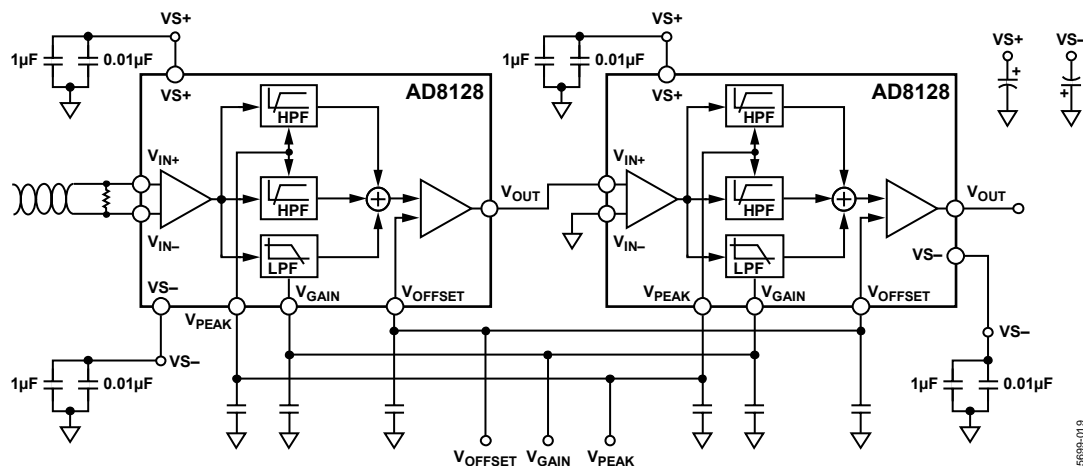 VS+
VS+
VS+
VS–
1µF
0.01µF
1µF
0.01µF
VS+
AD8128
VS+
AD8128
HPF
HPF
VIN+
VIN+
HPF
HPF
VOUT
VOUT
VIN–
VIN–
LPF
LPF
VS–
VS–
VPEAK
VGAIN
VOFFSET
VPEAK
VGAIN
VOFFSET
VS–
VS–
1µF
0.01µF
1µF
0.01µF
VOFFSET
VGAIN
VPEAK